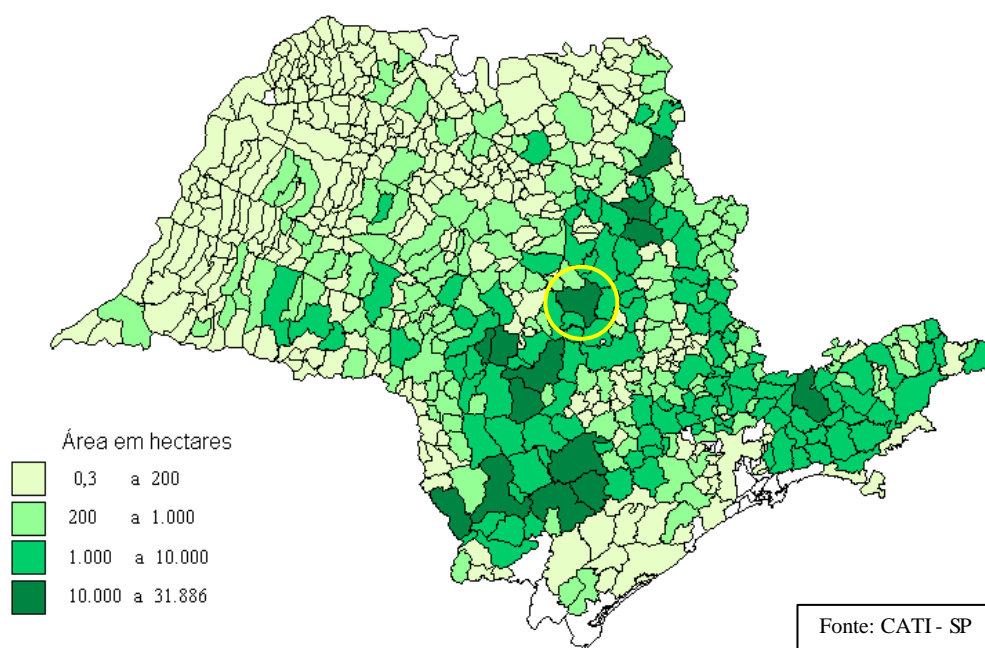 Área em hectares
0,3 a 200
200 a 1.000
1.000 a 10.000
10.000 a 31.886
Fonte: CATI - SP